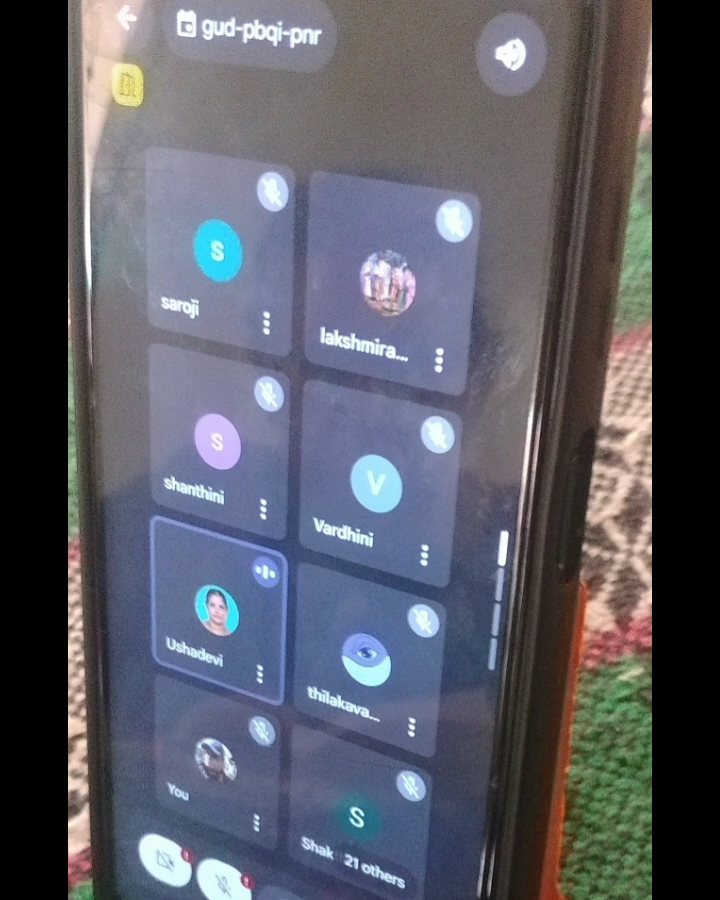 gud-pbqi-pnr
S
saroji
lakshmira...
S
shanthini
V
Vardhini
Ushadevi
thilakava...
You
S
Shak 21 others